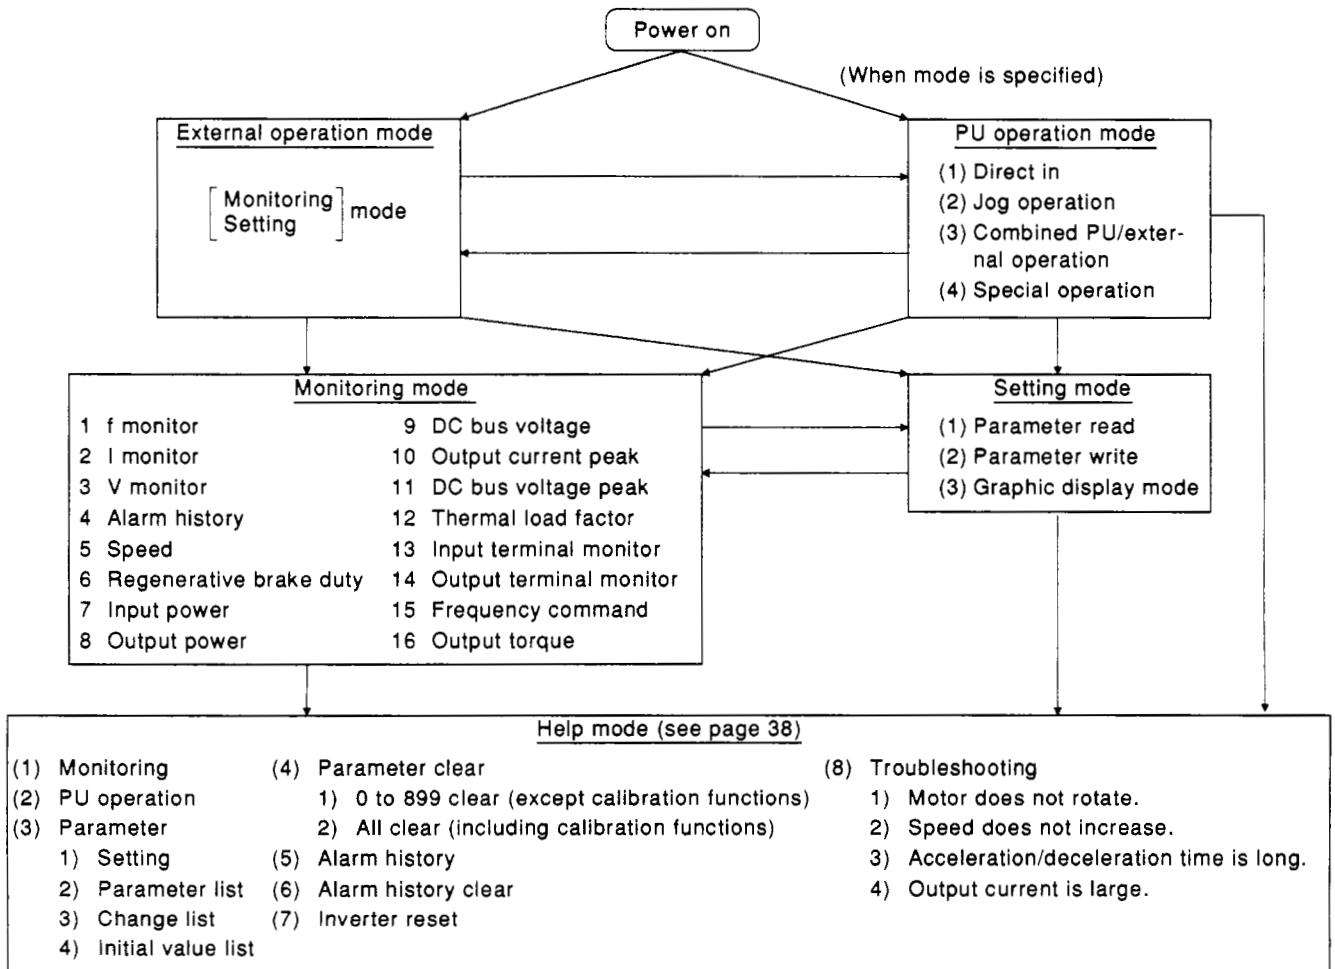 Power on
(When mode is specified)
External operation mode
Monitoring
Setting
mode
PU operation mode
(1) Direct in
(2) Jog operation
(3) Combined PU/exter-
nal operation
(4) Special operation
Monitoring mode
1 f monitor
2 I monitor
3 V monitor
4 Alarm history
5 Speed
6 Regenerative brake duty
7 Input power
8 Output power
9 DC bus voltage
10 Output current peak
11 DC bus voltage peak
12 Thermal load factor
13 Input terminal monitor
14 Output terminal monitor
15 Frequency command
16 Output torque
Setting mode
(1) Parameter read
(2) Parameter write
(3) Graphic display mode
Help mode (see page 38)
(1) Monitoring
(2) PU operation
(3) Parameter
1) Setting
2) Parameter list
3) Change list
4) Initial value list
(4) Parameter clear
1) 0 to 899 clear (except calibration functions)
2) All clear (including calibration functions)
(5) Alarm history
(6) Alarm history clear
(7) Inverter reset
(8) Troubleshooting
1) Motor does not rotate.
2) Speed does not increase.
3) Acceleration/deceleration time is long.
4) Output current is large.